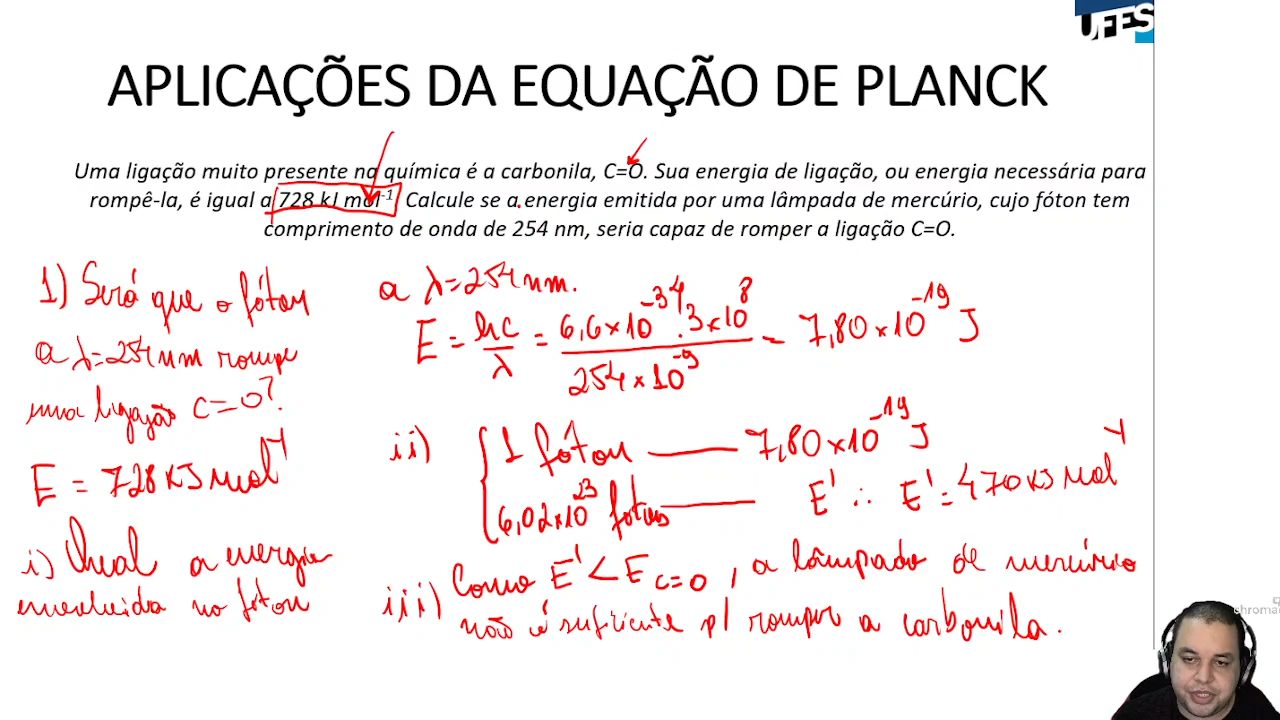 UFES
APLICAÇÕES DA EQUAÇÃO DE PLANCK
Uma ligação muito presente na química é a carbonila, C=O. Sua energia de ligação, ou energia necessária para
rompê-la, é igual a 728 kJ mol⁻¹. Calcule se a energia emitida por uma lâmpada de mercúrio, cujo fóton tem
comprimento de onda de 254 nm, seria capaz de romper a ligação C=O.
1) Será que o fóton
a λ=254nm rompe
uma ligação C=O?
E = 728 KJ mol⁻¹
i) Qual a energia
envolvida no fóton
a λ=254nm.
E = hc/λ = 6,6×10⁻³⁴.3×10⁸/254×10⁻⁹ = 7,80×10⁻¹⁹ J
ii) { 1 fóton — 7,80×10⁻¹⁹ J
6,02×10²³ fótons — E' ∴ E' = 470 KJ mol⁻¹
iii) Como E' < E C=O, a lâmpada de mercúrio
não é suficiente p/ romper a carbonila.